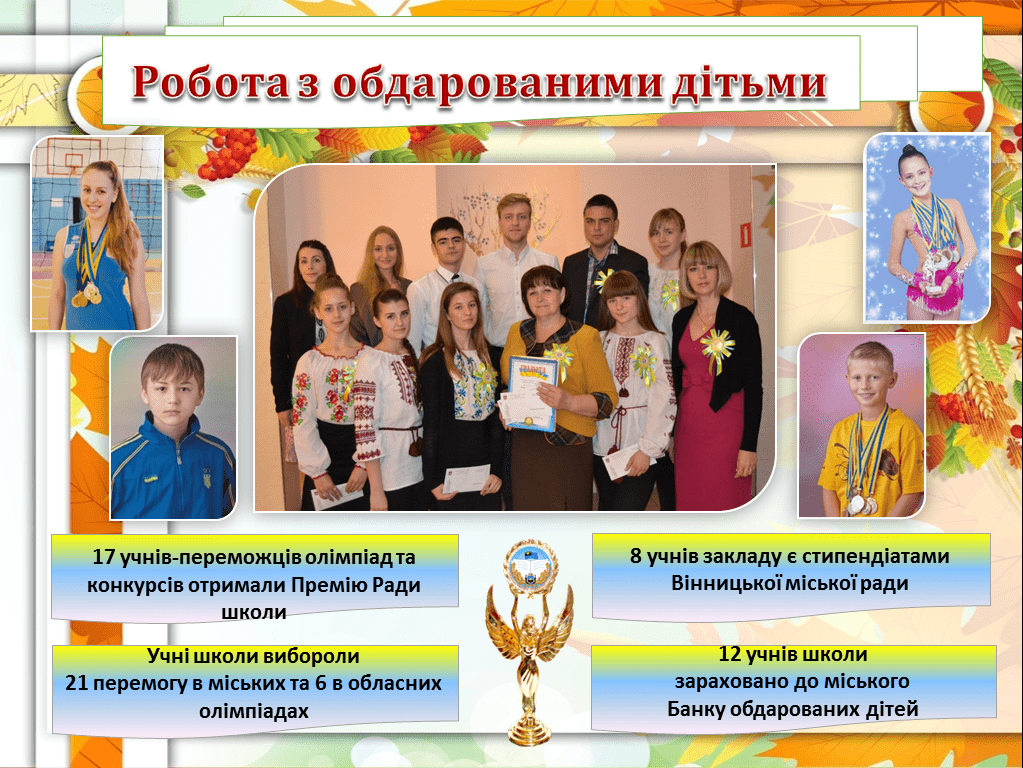 Робота з обдарованими дітьми
ГРАМОТА
17 учнів-переможців олімпіад та
конкурсів отримали Премію Ради
школи
8 учнів закладу є стипендіатами
Вінницької міської ради
Учні школи вибороли
21 перемогу в міських та 6 в обласних
олімпіадах
12 учнів школи
зараховано до міського
Банку обдарованих дітей